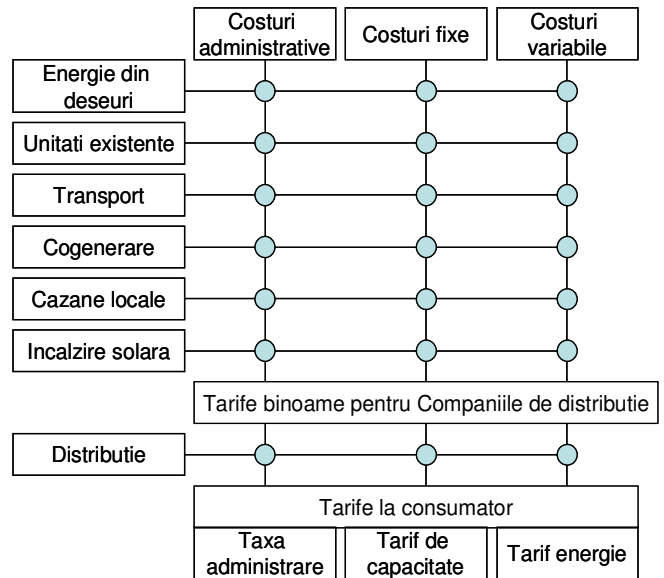 Costuri
administrative
Costuri fixe
Costuri
variabile
Energie din
deseuri
Unitati existente
Transport
Cogenerare
Cazane locale
Incalzire solara
Tarife binoame pentru Companiile de distributie
Distributie
Tarife la consumator
Taxa
administrare
Tarif de
capacitate
Tarif energie